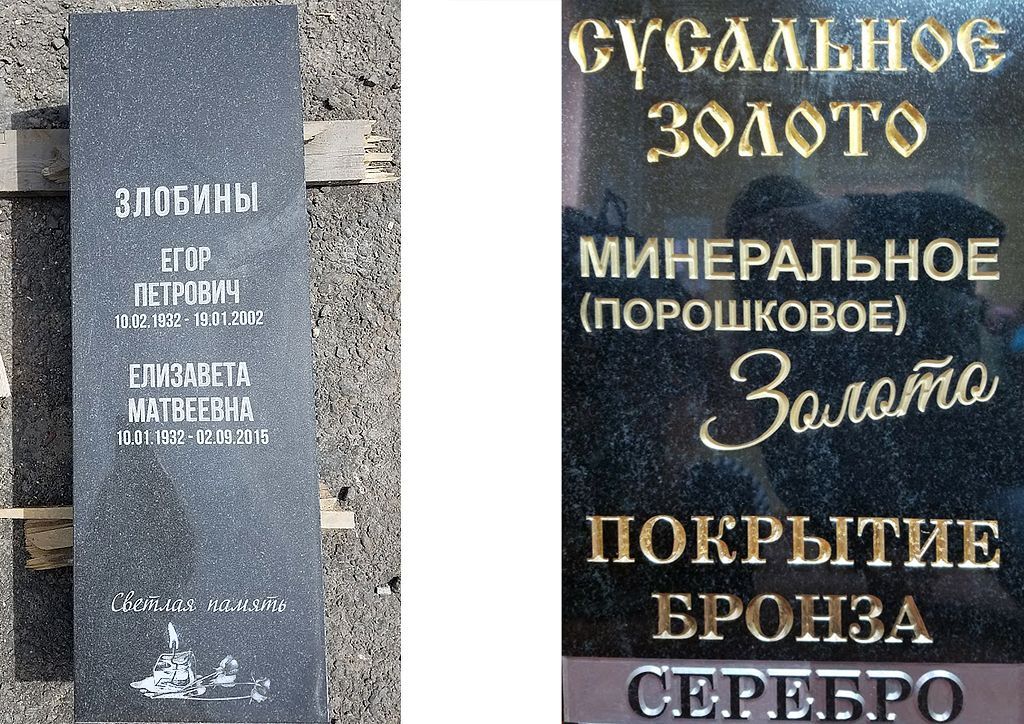 ЗЛОБИНЫ
ЕГОР
ПЕТРОВИЧ
10.02.1932 - 19.01.2002
ЕЛИЗАВЕТА
МАТВЕЕВНА
10.01.1932 - 02.09.2015
Светлая память
СУСАЛЬНОЕ
ЗОЛОТО
МИНЕРАЛЬНОЕ
(ПОРОШКОВОЕ)
Золото
ПОКРЫТИЕ
БРОНЗА
СЕРЕБРО